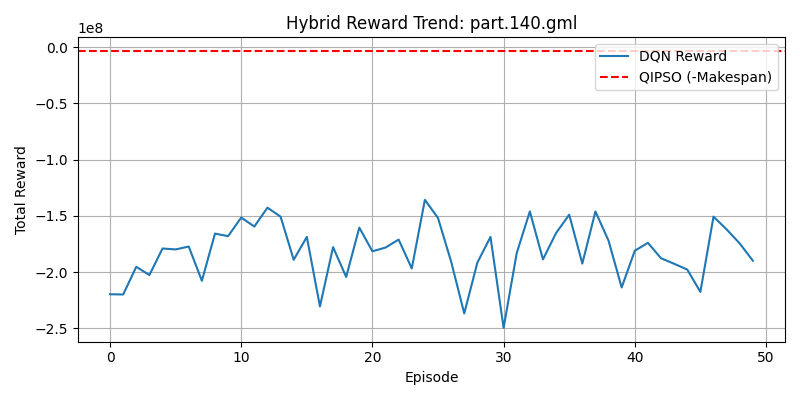 Hybrid Reward Trend: part.140.gml
1e8
DQN Reward
QIPSO (-Makespan)
0.0
−0.5
−1.0
−1.5
−2.0
−2.5
Total Reward
0 10 20 30 40 50
Episode